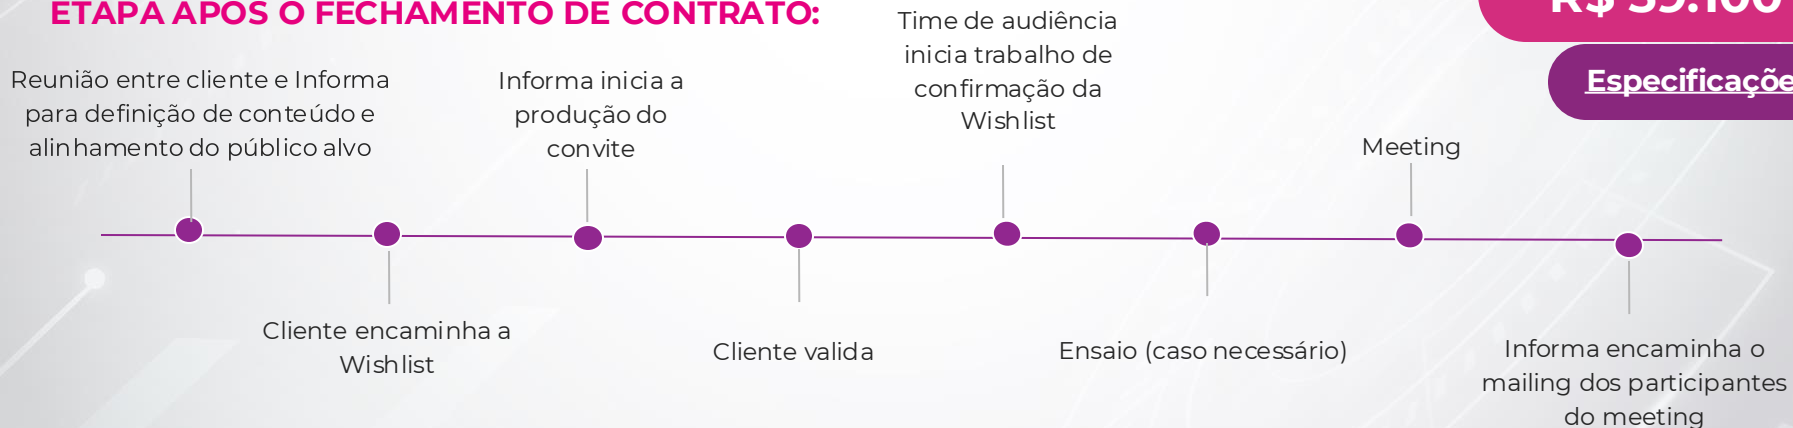 ETAPA APÓS O FECHAMENTO DE CONTRATO:
R$ 39.100
Especificaçõe
Reunião entre cliente e Informa
para definição de conteúdo e
alinhamento do público alvo
Cliente encaminha a
Wishlist
Informa inicia a
produção do
convite
Cliente valida
Time de audiência
inicia trabalho de
confirmação da
Wishlist
Ensaio (caso necessário)
Meeting
Informa encaminha o
mailing dos participantes
do meeting